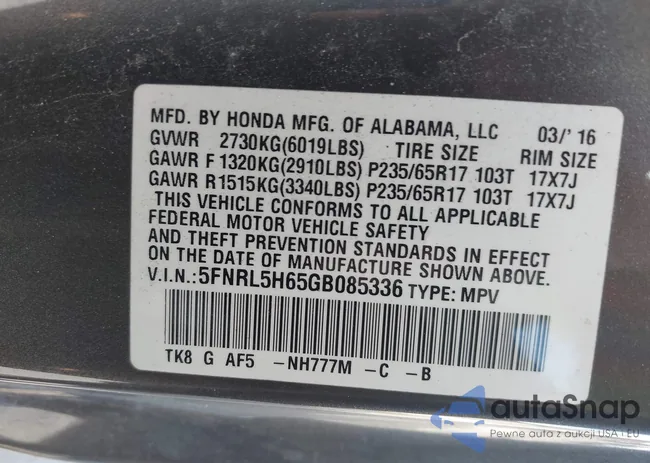 MFD. BY HONDA MFG. OF ALABAMA, LLC 03/' 16
GVWR 2730KG(6019LBS) TIRE SIZE RIM SIZE
GAWR F 1320KG(2910LBS) P235/65R17 103T 17X7J
GAWR R1515KG(3340LBS) P235/65R17 103T 17X7J
THIS VEHICLE CONFORMS TO ALL APPLICABLE
FEDERAL MOTOR VEHICLE SAFETY
AND THEFT PREVENTION STANDARDS IN EFFECT
ON THE DATE OF MANUFACTURE SHOWN ABOVE.
V.I.N.:5FNRL5H65GB085336 TYPE: MPV
TK8 G AF5 -NH777M -C -B
autaSnap
Pewne auta z aukcji USA i EU